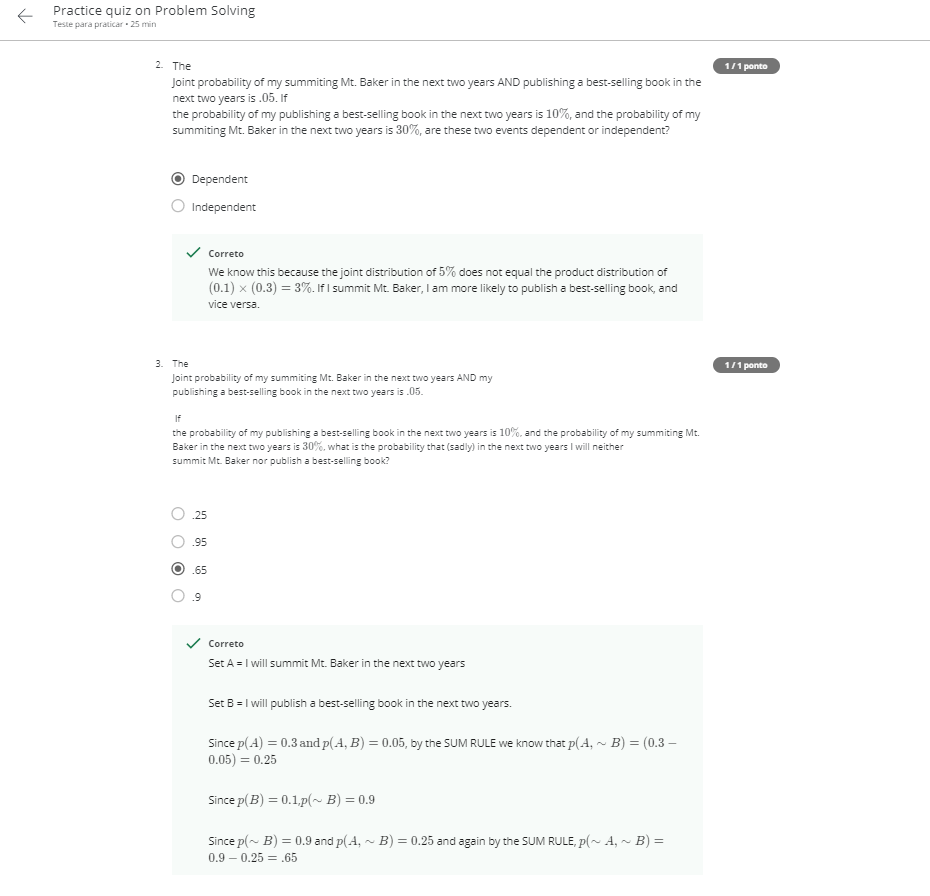 Practice quiz on Problem Solving
Teste para praticar • 25 min
2. The
Joint probability of my summiting Mt. Baker in the next two years AND publishing a best-selling book in the
next two years is .05. If
the probability of my publishing a best-selling book in the next two years is 10%, and the probability of my
summiting Mt. Baker in the next two years is 30%, are these two events dependent or independent?
1 / 1 ponto
Dependent
Independent
Correto
We know this because the joint distribution of 5% does not equal the product distribution of
(0.1) × (0.3) = 3%. If I summit Mt. Baker, I am more likely to publish a best-selling book, and
vice versa.
3. The
Joint probability of my summiting Mt. Baker in the next two years AND my
publishing a best-selling book in the next two years is .05.
If
the probability of my publishing a best-selling book in the next two years is 10%, and the probability of my summiting Mt.
Baker in the next two years is 30%, what is the probability that (sadly) in the next two years I will neither
summit Mt. Baker nor publish a best-selling book?
1 / 1 ponto
.25
.95
.65
.9
Correto
Set A = I will summit Mt. Baker in the next two years
Set B = I will publish a best-selling book in the next two years.
Since p(A) = 0.3 and p(A, B) = 0.05, by the SUM RULE we know that p(A, ∼ B) = (0.3 −
0.05) = 0.25
Since p(B) = 0.1,p(∼ B) = 0.9
Since p(∼ B) = 0.9 and p(A, ∼ B) = 0.25 and again by the SUM RULE, p(∼ A, ∼ B) =
0.9 − 0.25 = .65